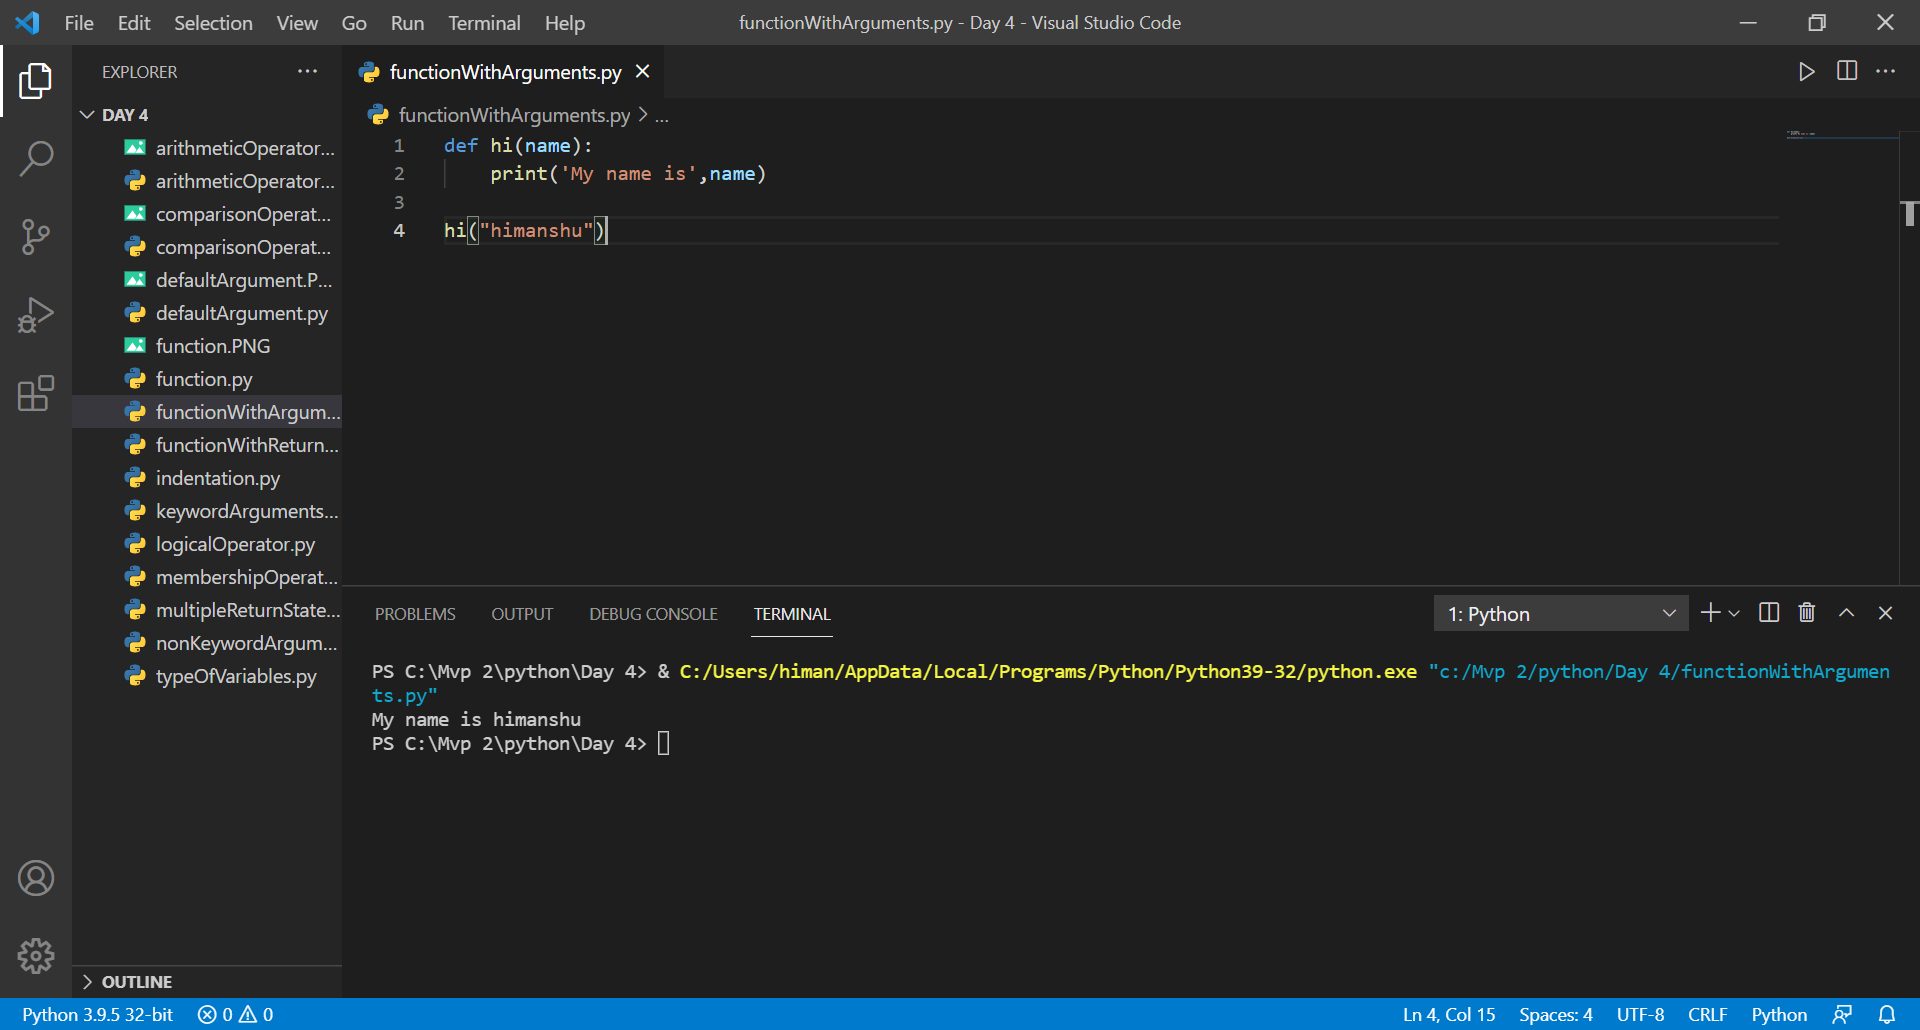 File Edit Selection View Go Run Terminal Help
functionWithArguments.py - Day 4 - Visual Studio Code
EXPLORER
DAY 4
arithmeticOperator...
arithmeticOperator...
comparisonOperat...
comparisonOperat...
defaultArgument.P...
defaultArgument.py
function.PNG
function.py
functionWithArgum...
functionWithReturn...
indentation.py
keywordArguments...
logicalOperator.py
membershipOperat...
multipleReturnState...
nonKeywordArgum...
typeOfVariables.py
OUTLINE
functionWithArguments.py
functionWithArguments.py > ...
1 def hi(name):
2     print('My name is',name)
3
4 hi("himanshu")
PROBLEMS OUTPUT DEBUG CONSOLE TERMINAL 1: Python
PS C:\Mvp 2\python\Day 4> & C:/Users/himan/AppData/Local/Programs/Python/Python39-32/python.exe "c:/Mvp 2/python/Day 4/functionWithArgumen
ts.py"
My name is himanshu
PS C:\Mvp 2\python\Day 4>
Python 3.9.5 32-bit 0 0 Ln 4, Col 15 Spaces: 4 UTF-8 CRLF Python